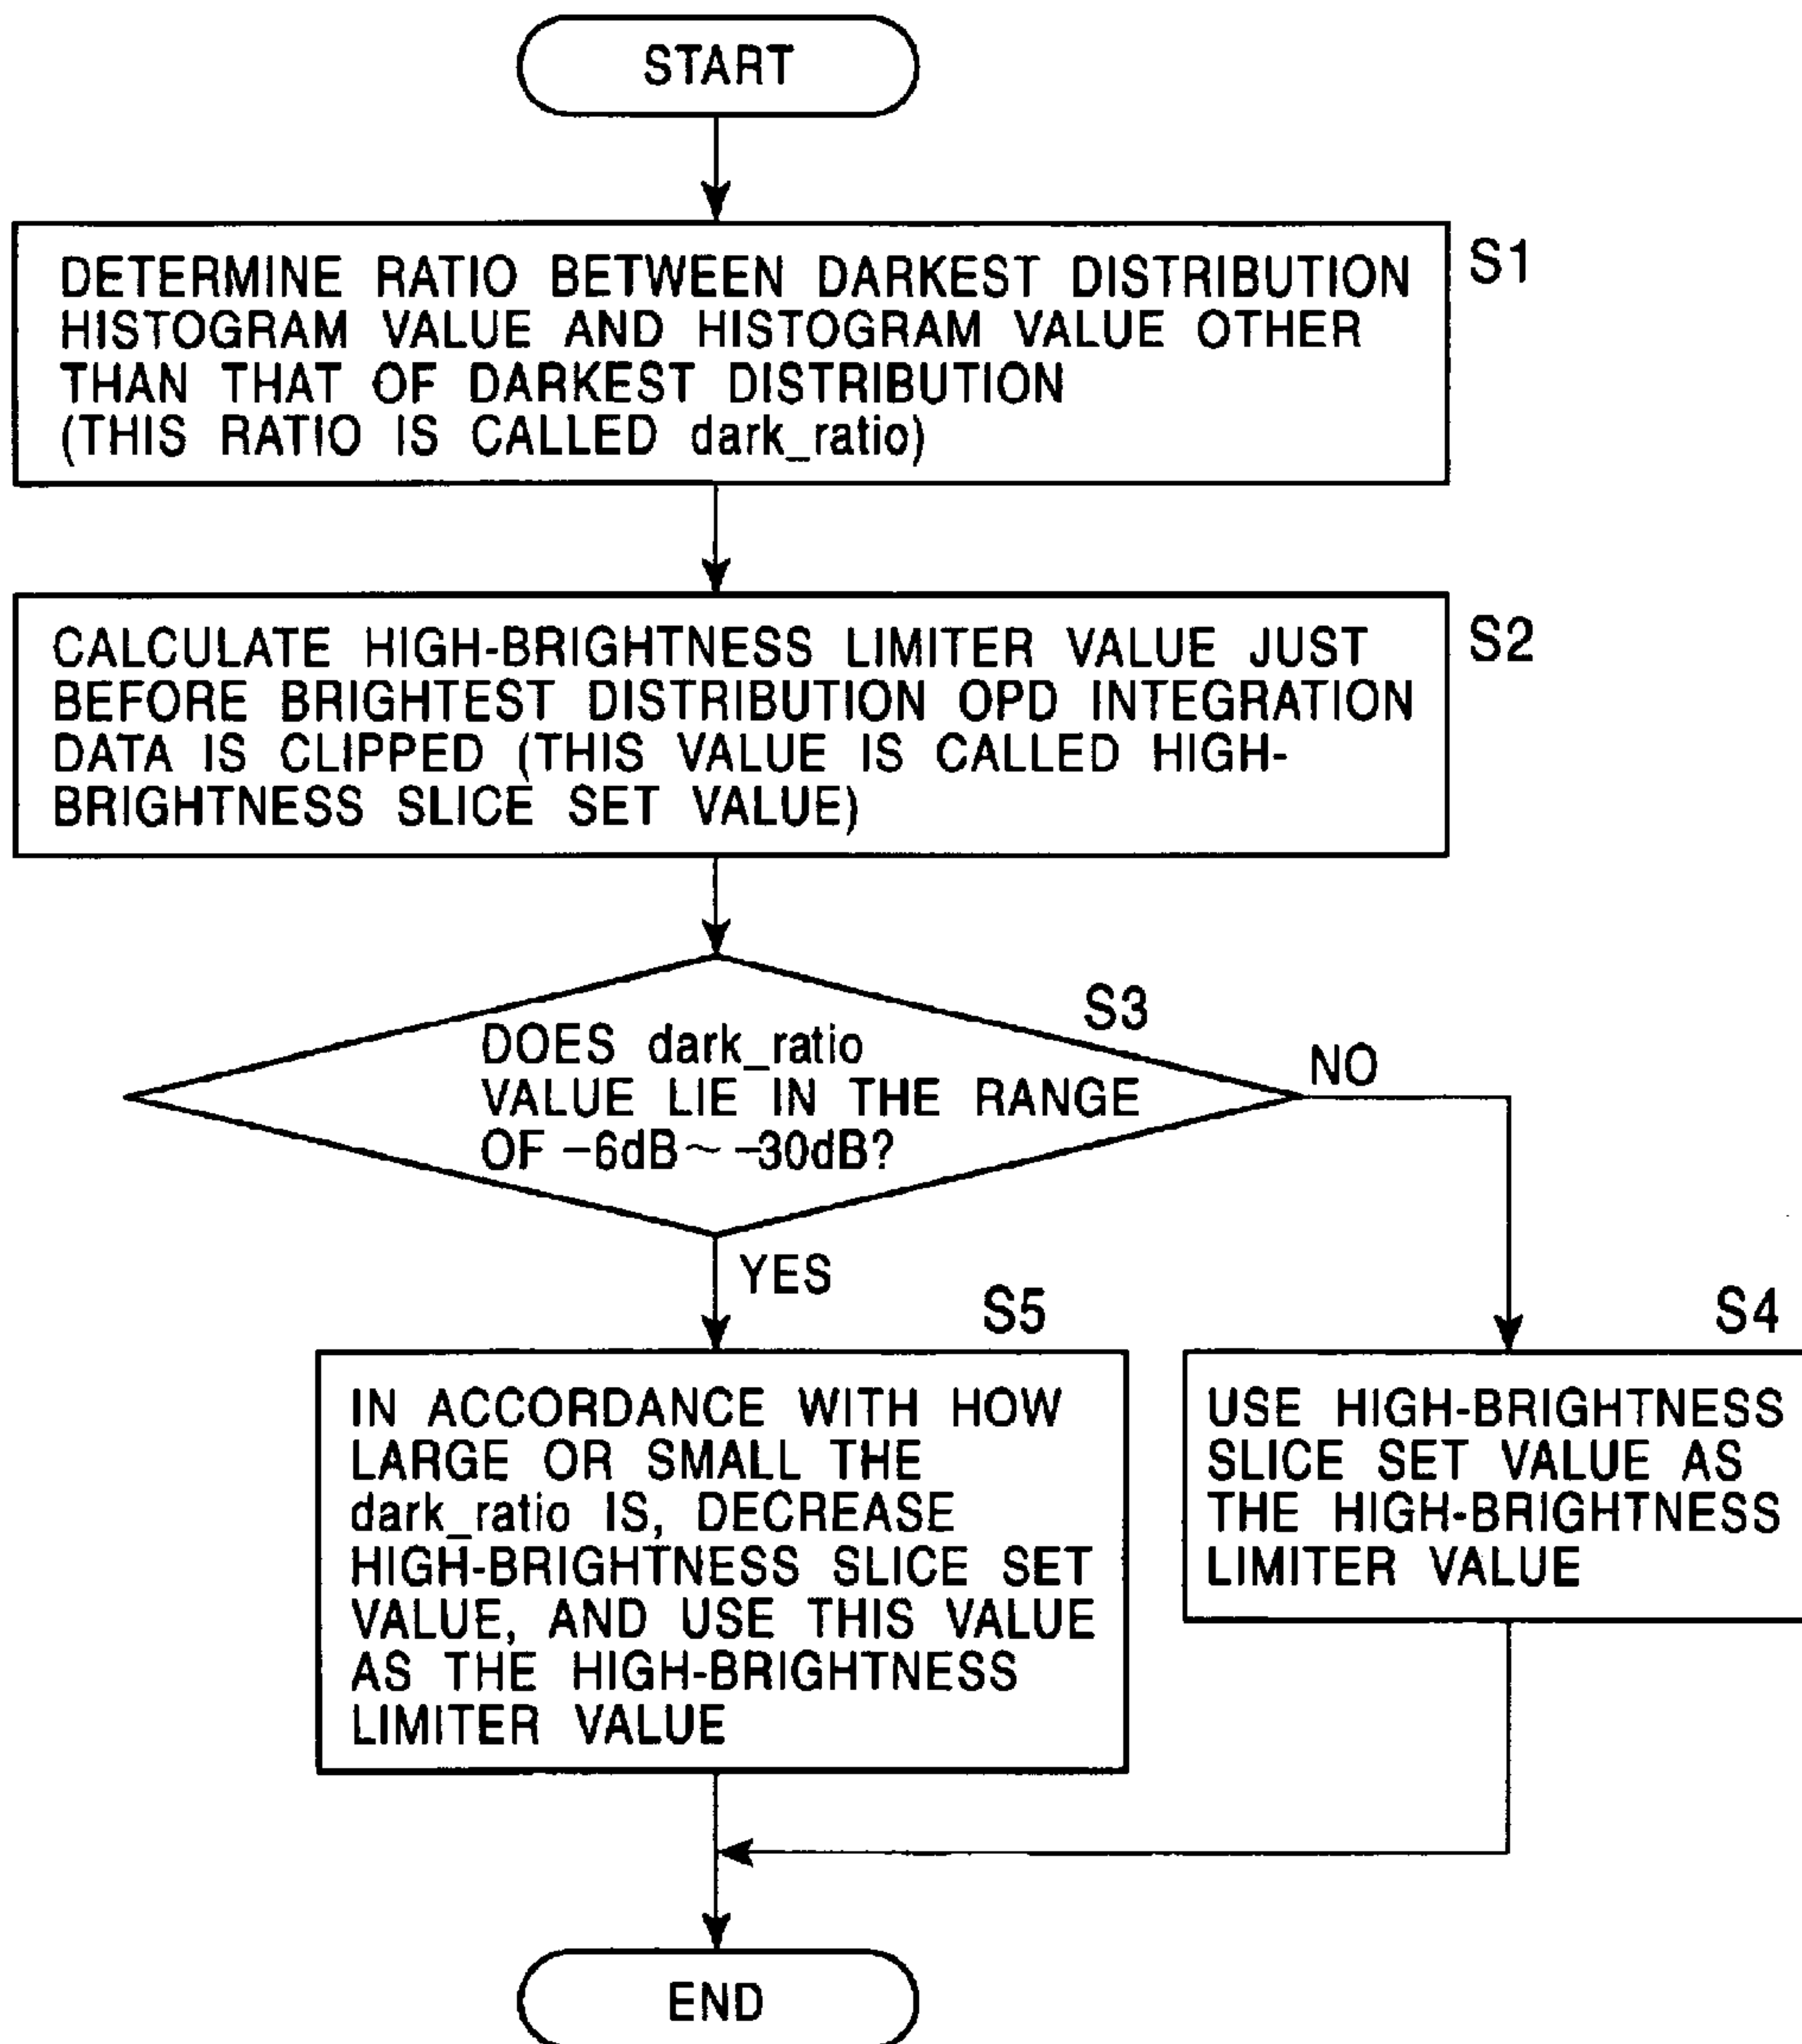 START
DETERMINE RATIO BETWEEN DARKEST DISTRIBUTION
HISTOGRAM VALUE AND HISTOGRAM VALUE OTHER
THAN THAT OF DARKEST DISTRIBUTION
(THIS RATIO IS CALLED dark_ratio)
S1
CALCULATE HIGH-BRIGHTNESS LIMITER VALUE JUST
BEFORE BRIGHTEST DISTRIBUTION OPD INTEGRATION
DATA IS CLIPPED (THIS VALUE IS CALLED HIGH-
BRIGHTNESS SLICE SET VALUE)
S2
S3
DOES dark_ratio
VALUE LIE IN THE RANGE
OF −6dB~ −30dB?
NO
YES
S5
IN ACCORDANCE WITH HOW
LARGE OR SMALL THE
dark_ratio IS, DECREASE
HIGH-BRIGHTNESS SLICE SET
VALUE, AND USE THIS VALUE
AS THE HIGH-BRIGHTNESS
LIMITER VALUE
S4
USE HIGH-BRIGHTNESS
SLICE SET VALUE AS
THE HIGH-BRIGHTNESS
LIMITER VALUE
END